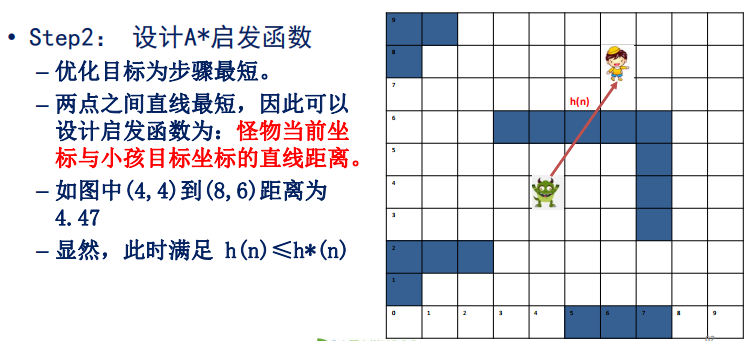 • Step2： 设计A*启发函数
– 优化目标为步骤最短。
– 两点之间直线最短，因此可以
设计启发函数为：怪物当前坐
标与小孩目标坐标的直线距离。
– 如图中(4,4)到(8,6)距离为
4.47
– 显然，此时满足 h(n)≤h*(n)
9
8
7
h(n)
6
5
4
3
2
1
0 1 2 3 4 5 6 7 8 9